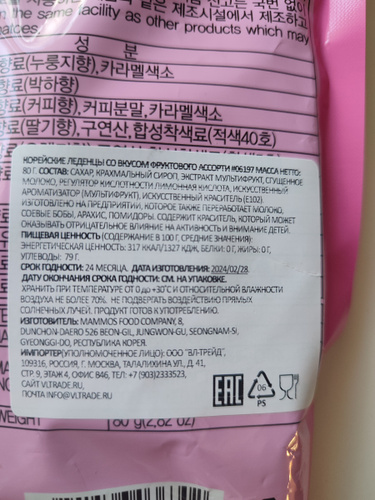 the same facility as other products which may
성 분
향료(누룽지향),카라멜색소
향료(박하향)
향료(커피향),커피분말,카라멜색소
향료(딸기향),구연산,합성착색료(적색40호)
КОРЕЙСКИЕ ЛЕДЕНЦЫ СО ВКУСОМ ФРУКТОВОГО АССОРТИ #06197 МАССА НЕТТО:
80 Г. СОСТАВ: САХАР, КРАХМАЛЬНЫЙ СИРОП, ЭКСТРАКТ МУЛЬТИФРУКТ, СГУЩЕННОЕ
МОЛОКО, РЕГУЛЯТОР КИСЛОТНОСТИ ЛИМОННАЯ КИСЛОТА, ИСКУССТВЕННЫЙ
АРОМАТИЗАТОР (МУЛЬТИФРУКТ), ИСКУССТВЕННЫЙ КРАСИТЕЛЬ (Е102).
ИЗГОТОВЛЕНО НА ПРЕДПРИЯТИИ, КОТОРОЕ ТАКЖЕ ПЕРЕРАБАТЫВАЕТ МОЛОКО,
СОЕВЫЕ БОБЫ, АРАХИС, ПОМИДОРЫ. СОДЕРЖИТ КРАСИТЕЛЬ, КОТОРЫЙ МОЖЕТ
ОКАЗЫВАТЬ ОТРИЦАТЕЛЬНОЕ ВЛИЯНИЕ НА АКТИВНОСТЬ И ВНИМАНИЕ ДЕТЕЙ.
ПИЩЕВАЯ ЦЕННОСТЬ (СОДЕРЖАНИЕ В 100 Г, СРЕДНИЕ ЗНАЧЕНИЯ):
ЭНЕРГЕТИЧЕСКАЯ ЦЕННОСТЬ: 317 ККАЛ/1327 КДЖ, БЕЛКИ: 0 Г, ЖИРЫ: 0 Г,
УГЛЕВОДЫ: 79 Г.
СРОК ГОДНОСТИ: 24 МЕСЯЦА. ДАТА ИЗГОТОВЛЕНИЯ: 2024/02/28.
ДАТУ ОКОНЧАНИЯ СРОКА ГОДНОСТИ: СМ. НА УПАКОВКЕ.
ХРАНИТЬ ПРИ ТЕМПЕРАТУРЕ ОТ 0 до +30°С И ОТНОСИТЕЛЬНОЙ ВЛАЖНОСТИ
ВОЗДУХА НЕ БОЛЕЕ 70%. НЕ ПОДВЕРГАТЬ ВОЗДЕЙСТВИЮ ПРЯМЫХ
СОЛНЕЧНЫХ ЛУЧЕЙ. ПРОДУКТ ГОТОВ К УПОТРЕБЛЕНИЮ.
ИЗГОТОВИТЕЛЬ: MAMMOS FOOD COMPANY, 8,
DUNCHON-DAERO 526 BEON-GIL, JUNGWON-GU, SEONGNAM-SI,
GYEONGGI-DO, РЕСПУБЛИКА КОРЕЯ.
ИМПОРТЕР(УПОЛНОМОЧЕННОЕ ЛИЦО): ООО "ВЛ-ТРЕЙД",
109316, РОССИЯ, Г. МОСКВА, ТАЛАЛИХИНА УЛ., Д. 41,
СТР. 9, ЭТАЖ 4, ОФИС 846, ТЕЛ: +7 (903)2333523,
САЙТ VLTRADE.RU,
ПОЧТА INFO@VLTRADE.RU
EAC
06
PS
WEIGHT
80 g (2,82 oz)